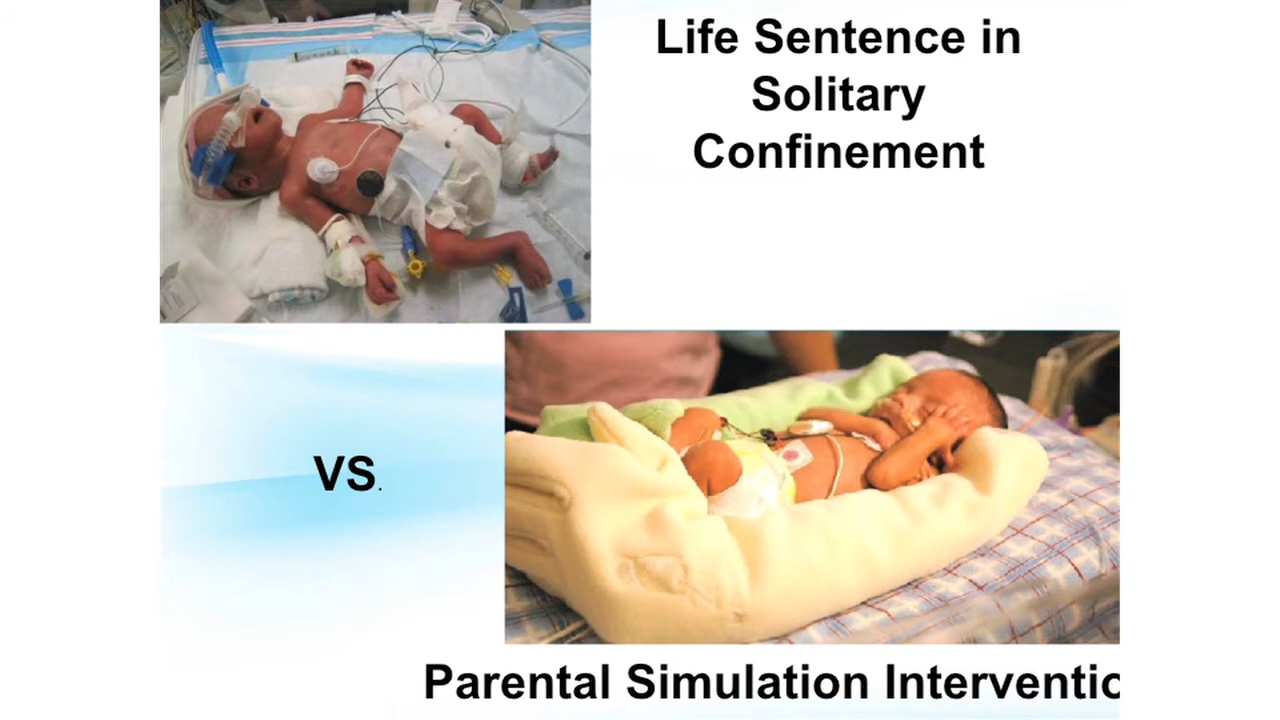 Life Sentence in
Solitary
Confinement
VS.
Parental Simulation Interventic